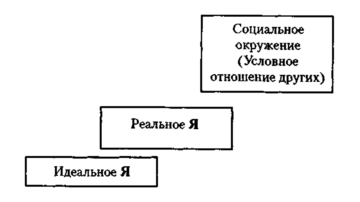 Социальное
окружение
(Условное
отношение других)
Реальное Я
Идеальное Я